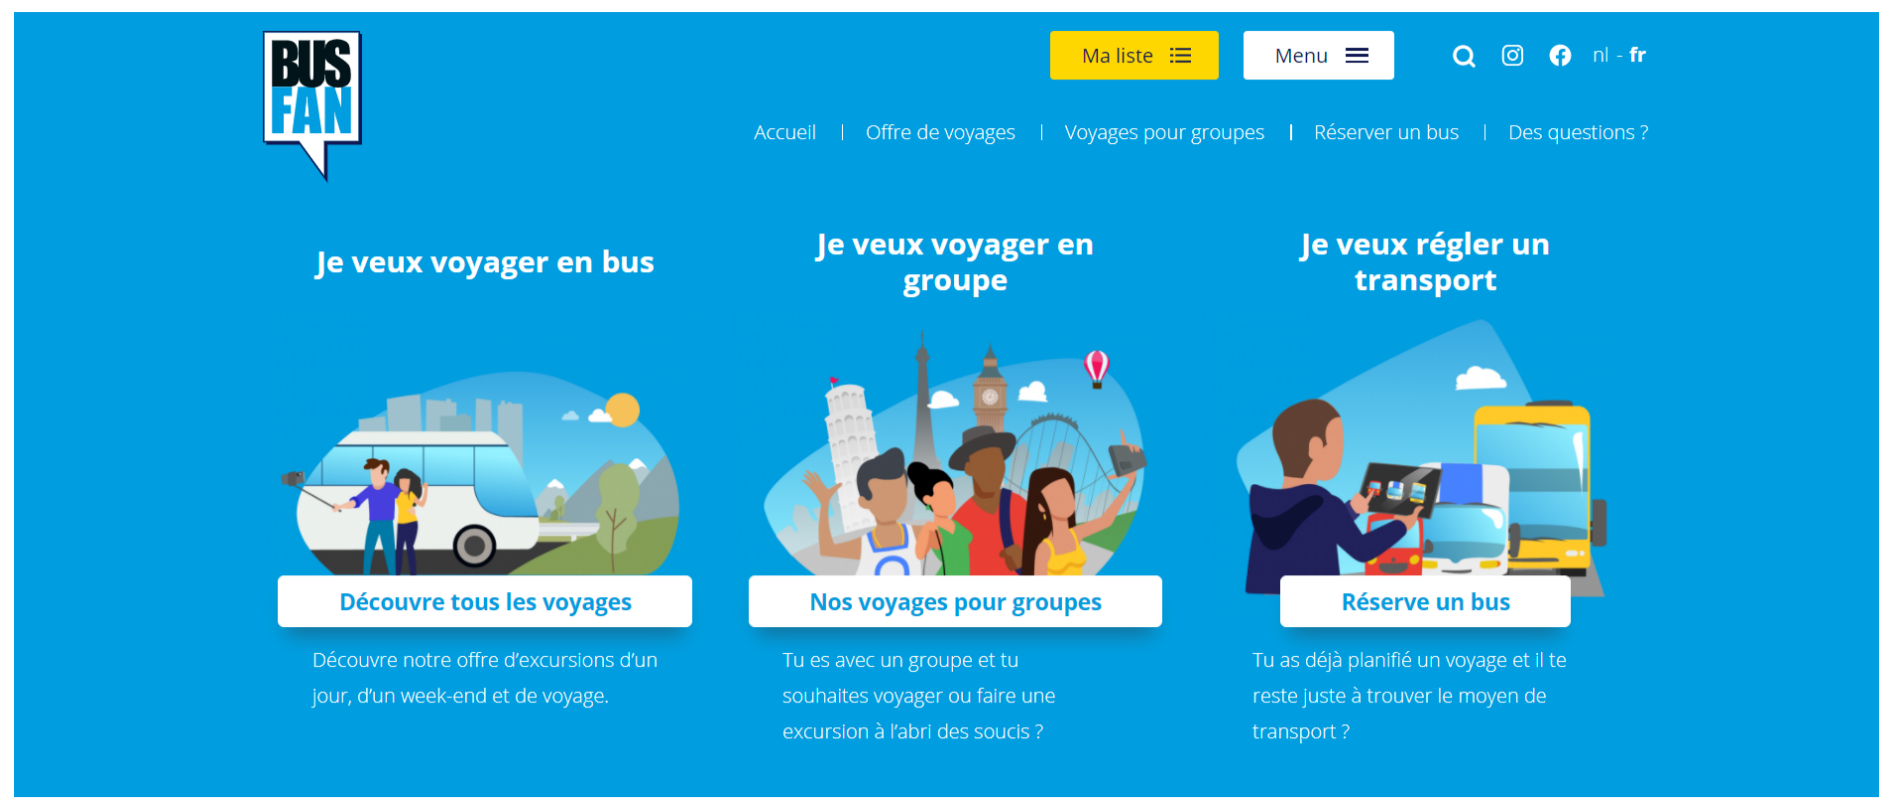 BUS
FAN
Ma liste
Menu
nl - fr
Accueil | Offre de voyages | Voyages pour groupes | Réserver un bus | Des questions ?
Je veux voyager en bus
Je veux voyager en
groupe
Je veux régler un
transport
Découvre tous les voyages
Nos voyages pour groupes
Réserve un bus
Découvre notre offre d’excursions d’un
jour, d’un week-end et de voyage.
Tu es avec un groupe et tu
souhaites voyager ou faire une
excursion à l’abri des soucis ?
Tu as déjà planifié un voyage et il te
reste juste à trouver le moyen de
transport ?